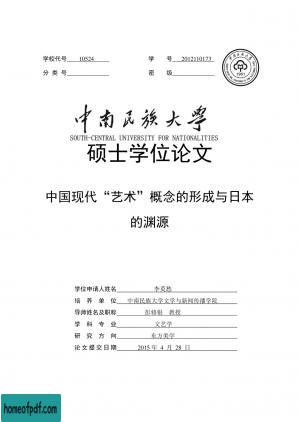 学校代号 10524 学 号 2012110173
分 类 号 密 级
1951
中南民族大學
SOUTH-CENTRAL UNIVERSITY FOR NATIONALITIES
硕士学位论文
中国现代“艺术”概念的形成与日本
的渊源
学位申请人姓名 李英
培 养 单 位 中南民族大学文学与新闻传播学院
导师姓名及职称 彭修银 教授
学 科 专 业 文艺学
研 究 方 向 东方美学
论文提交日期 2015 年 4 月 28 日
homeofpdf.com
homeofpdf.com